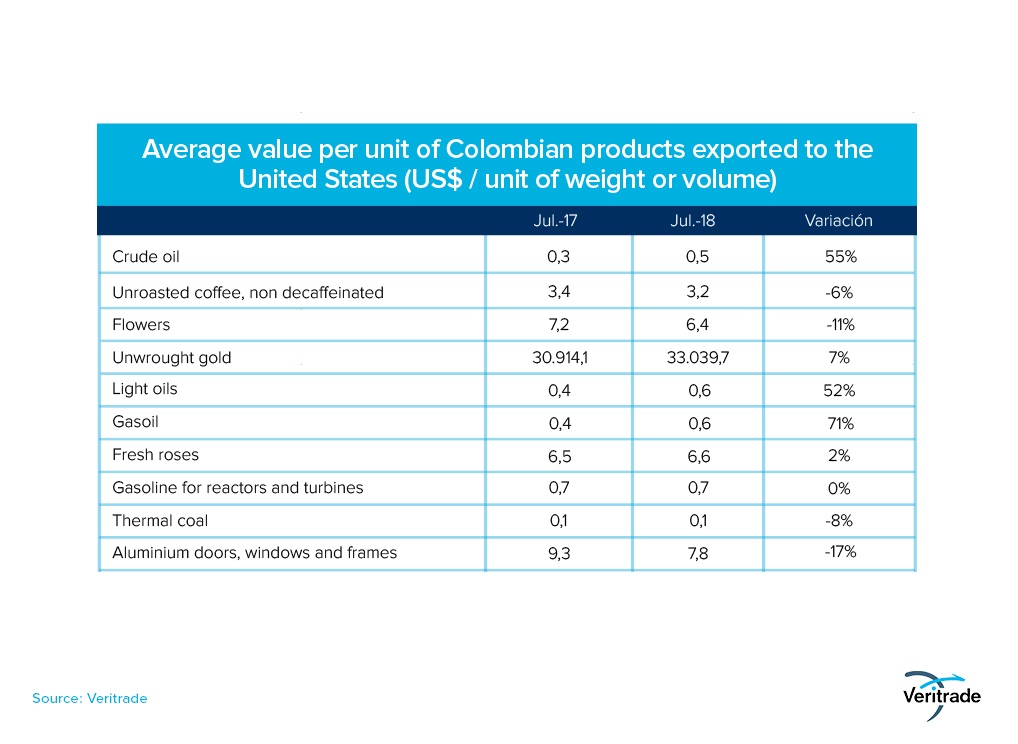 Average value per unit of Colombian products exported to the
United States (US$ / unit of weight or volume)
Jul.-17 Jul.-18 Variación
Crude oil 0,3 0,5 55%
Unroasted coffee, non decaffeinated 3,4 3,2 -6%
Flowers 7,2 6,4 -11%
Unwrought gold 30.914,1 33.039,7 7%
Light oils 0,4 0,6 52%
Gasoil 0,4 0,6 71%
Fresh roses 6,5 6,6 2%
Gasoline for reactors and turbines 0,7 0,7 0%
Thermal coal 0,1 0,1 -8%
Aluminium doors, windows and frames 9,3 7,8 -17%
Source: Veritrade
Veritrade